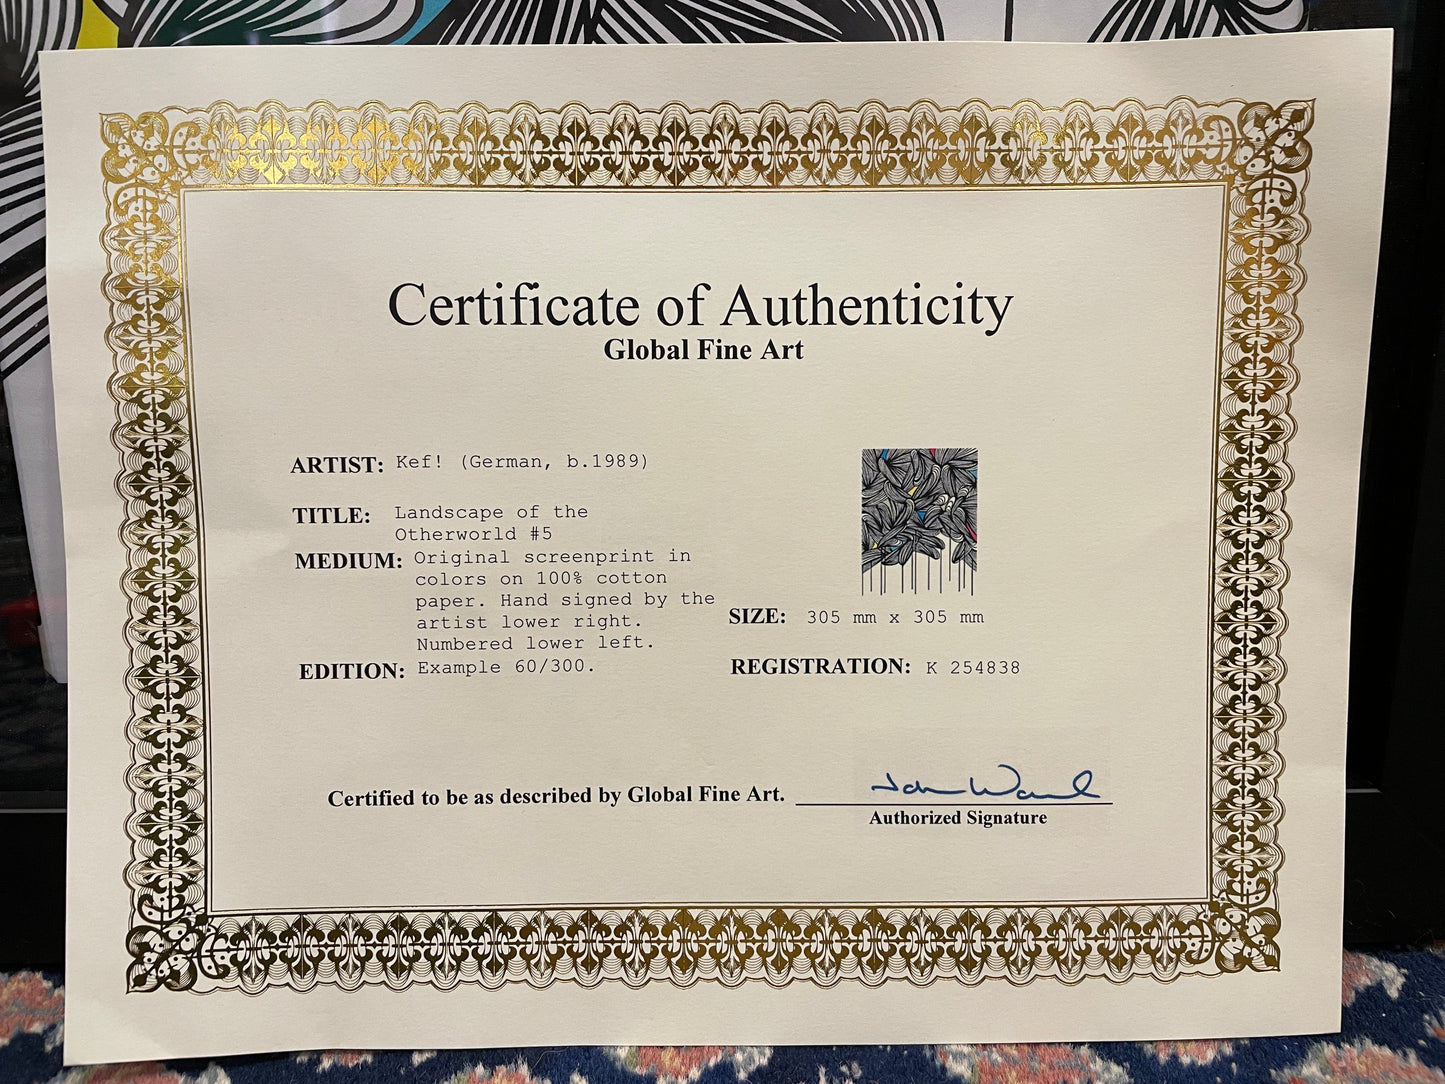 Certificate of Authenticity
Global Fine Art
ARTIST: Kef! (German, b.1989)
TITLE: Landscape of the
Otherworld #5
MEDIUM: Original screenprint in
colors on 100% cotton
paper. Hand signed by the
artist lower right.
Numbered lower left.
EDITION: Example 60/300.
SIZE: 305 mm x 305 mm
REGISTRATION: K 254838
Certified to be as described by Global Fine Art.
Authorized Signature